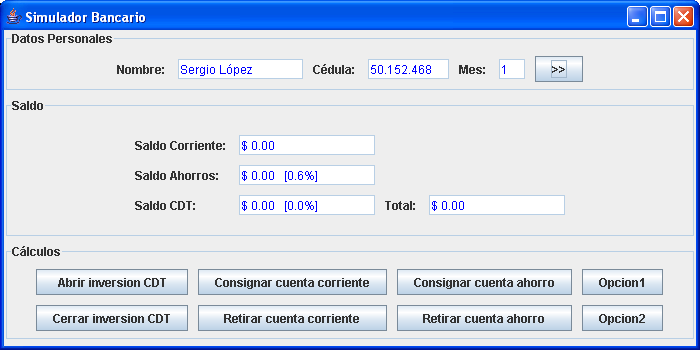 Simulador Bancario
Datos Personales
Nombre: Sergio López Cédula: 50.152.468 Mes: 1 >>
Saldo
Saldo Corriente: $ 0.00
Saldo Ahorros: $ 0.00 [0.6%]
Saldo CDT: $ 0.00 [0.0%] Total: $ 0.00
Cálculos
Abrir inversion CDT Consignar cuenta corriente Consignar cuenta ahorro Opcion1
Cerrar inversion CDT Retirar cuenta corriente Retirar cuenta ahorro Opcion2